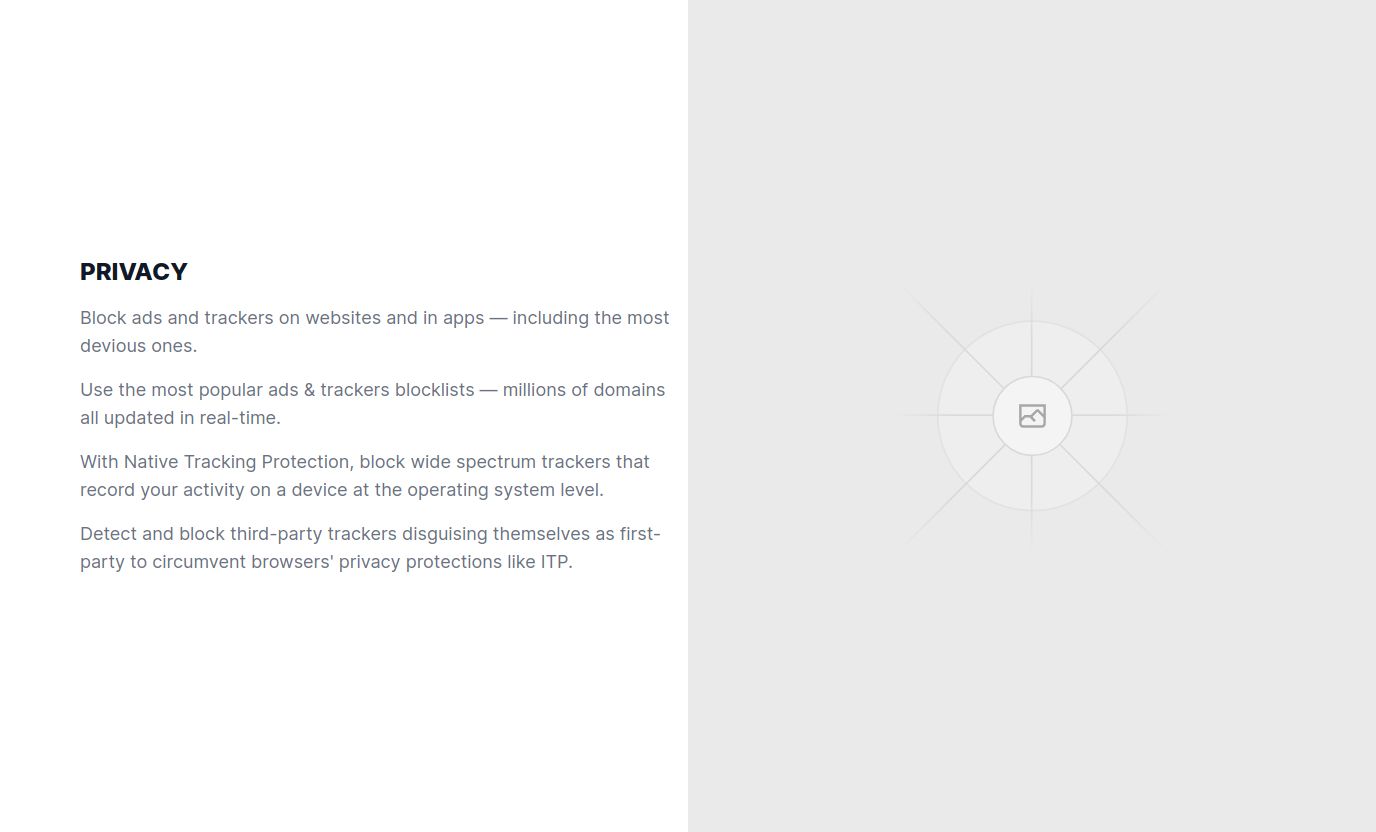 PRIVACY
Block ads and trackers on websites and in apps — including the most
devious ones.
Use the most popular ads & trackers blocklists — millions of domains
all updated in real-time.
With Native Tracking Protection, block wide spectrum trackers that
record your activity on a device at the operating system level.
Detect and block third-party trackers disguising themselves as first-
party to circumvent browsers' privacy protections like ITP.